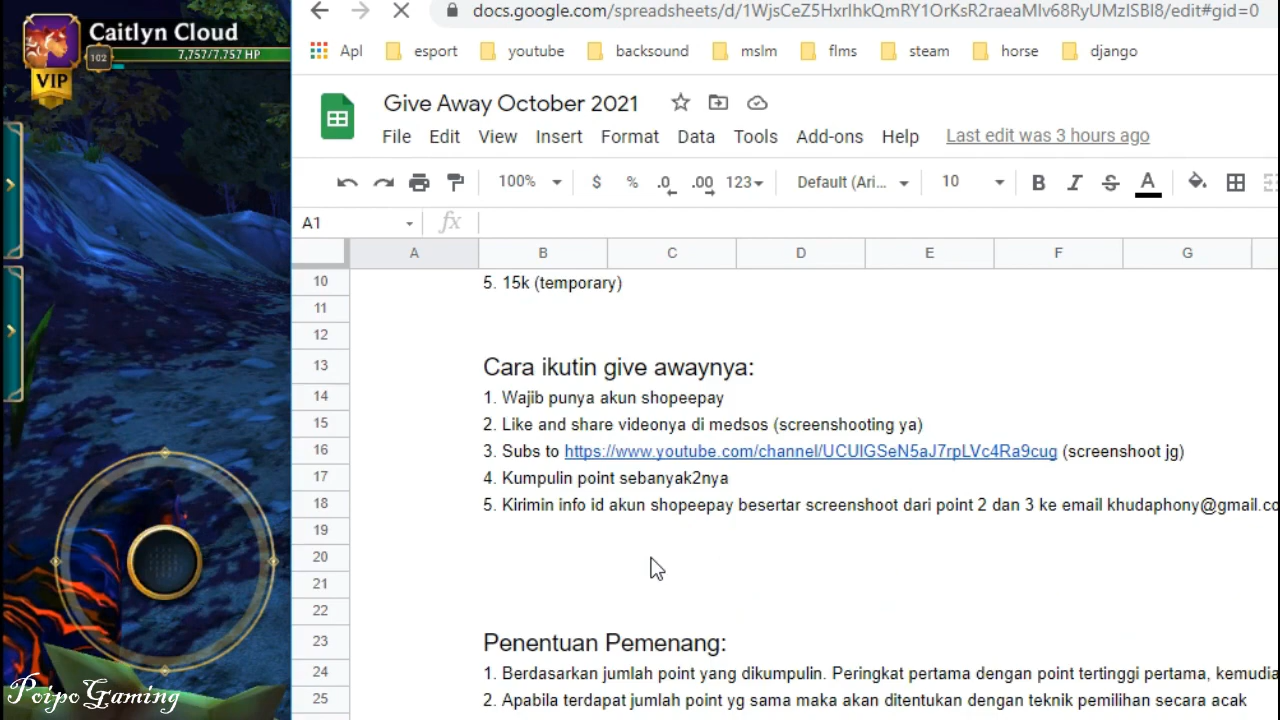 Caitlyn Cloud
102
7,757/7.757 HP
VIP
PoipoGaming
docs.google.com/spreadsheets/d/1WjsCeZ5HxrIhkQmRY1OrKsR2raeaMlv68RyUMzISBI8/edit#gid=0
Apl esport youtube backsound mslm flms steam horse django
Give Away October 2021
File Edit View Insert Format Data Tools Add-ons Help Last edit was 3 hours ago
100% $ % .0 .00 123 Default (Ari... 10 B I S A
A1 fx
A B C D E F G
10 5. 15k (temporary)
11
12
13 Cara ikutin give awaynya:
14 1. Wajib punya akun shopeepay
15 2. Like and share videonya di medsos (screenshooting ya)
16 3. Subs to https://www.youtube.com/channel/UCUIGSeN5aJ7rpLVc4Ra9cug (screenshoot jg)
17 4. Kumpulin point sebanyak2nya
18 5. Kirimin info id akun shopeepay besertar screenshoot dari point 2 dan 3 ke email khudaphony@gmail.co
19
20
21
22
23 Penentuan Pemenang:
24 1. Berdasarkan jumlah point yang dikumpulin. Peringkat pertama dengan point tertinggi pertama, kemudia
25 2. Apabila terdapat jumlah point yg sama maka akan ditentukan dengan teknik pemilihan secara acak